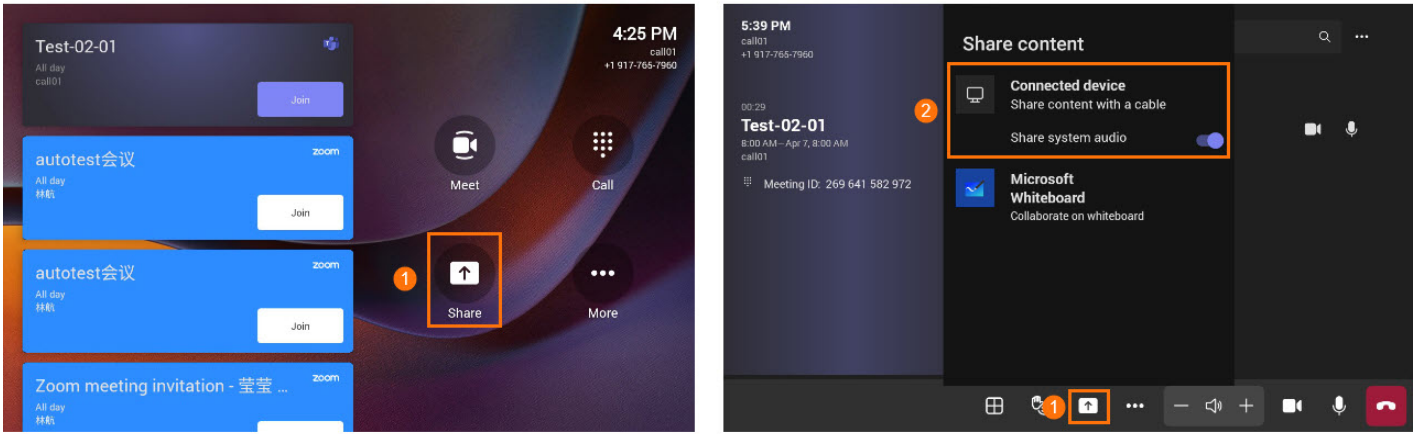 Test-02-01
All day
call01
Join
autotest会议
zoom
All day
林航
Join
autotest会议
zoom
All day
林航
Join
Zoom meeting invitation - 莹莹 ...
zoom
All day
林航
4:25 PM
call01
+1 917-765-7960
Meet
Call
1
Share
More
5:39 PM
call01
+1 917-765-7960
00:29
Test-02-01
8:00 AM–Apr 7, 8:00 AM
call01
Meeting ID: 269 641 582 972
Share content
2
Connected device
Share content with a cable
Share system audio
Microsoft
Whiteboard
Collaborate on whiteboard
1